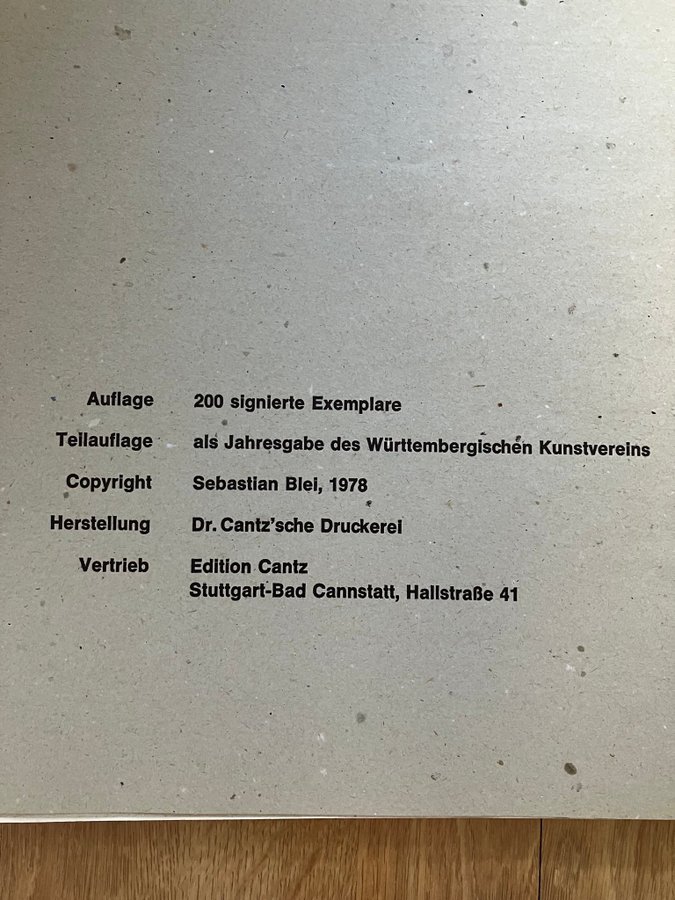 Auflage 200 signierte Exemplare
Teilauflage als Jahresgabe des Württembergischen Kunstvereins
Copyright Sebastian Blei, 1978
Herstellung Dr. Cantz'sche Druckerei
Vertrieb Edition Cantz
Stuttgart-Bad Cannstatt, Hallstraße 41